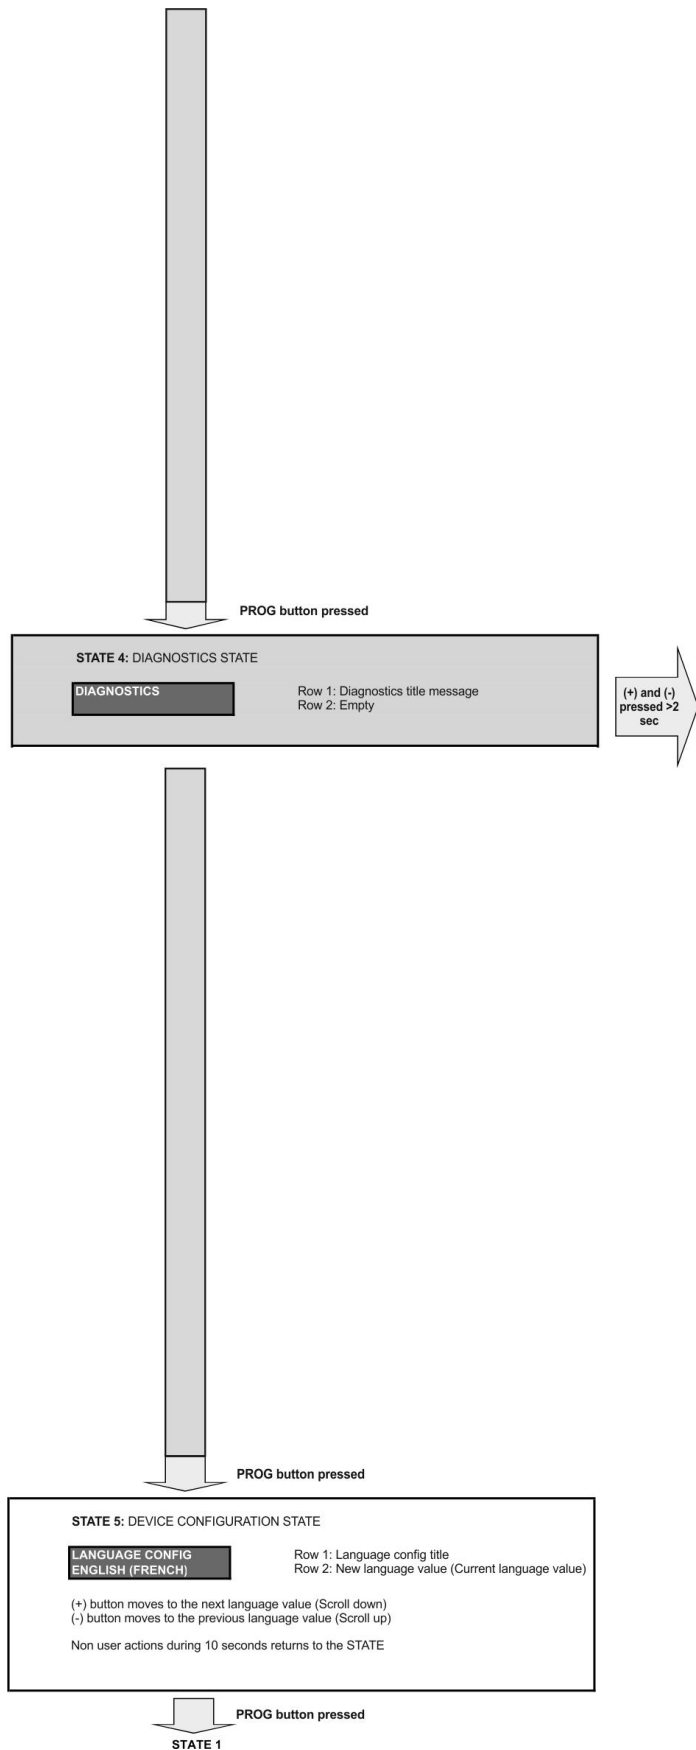 PROG button pressed
STATE 4: DIAGNOSTICS STATE
DIAGNOSTICS
Row 1: Diagnostics title message
Row 2: Empty
(+) and (-)
pressed >2
sec
PROG button pressed
STATE 5: DEVICE CONFIGURATION STATE
LANGUAGE CONFIG
ENGLISH (FRENCH)
Row 1: Language config title
Row 2: New language value (Current language value)
(+) button moves to the next language value (Scroll down)
(-) button moves to the previous language value (Scroll up)
Non user actions during 10 seconds returns to the STATE
PROG button pressed
STATE 1